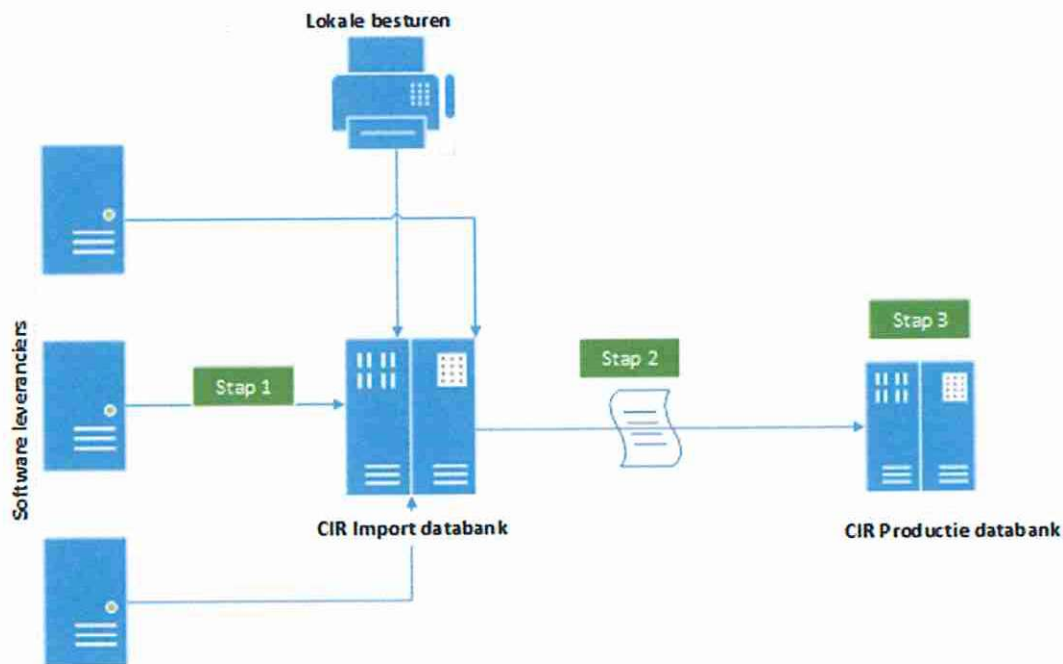 Lokale besturen
Software leveranciers
Stap 1
Stap 2
Stap 3
CIR Import databank
CIR Productie databank